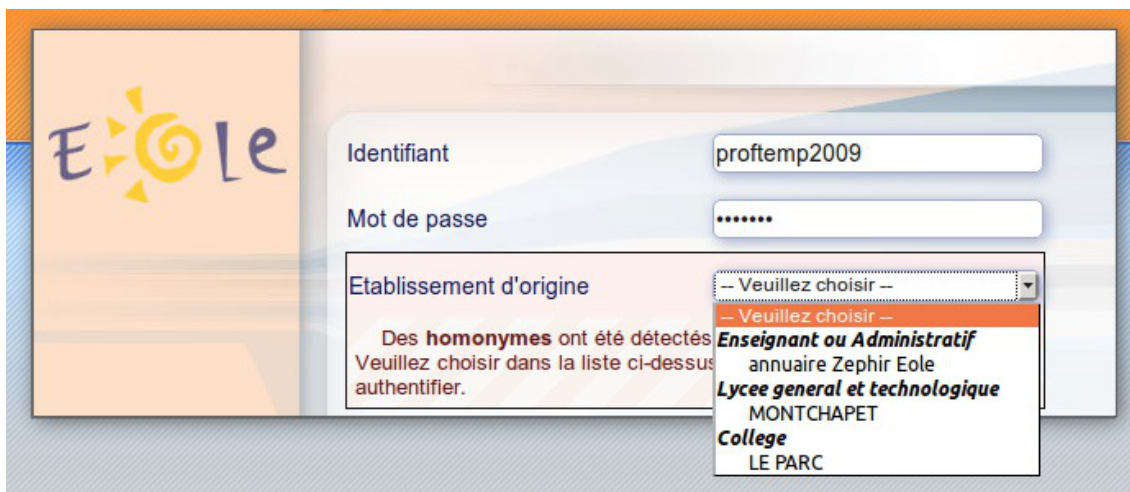 EOLE
Identifiant
proftemp2009
Mot de passe
•••••••
Etablissement d'origine
-- Veuillez choisir --
-- Veuillez choisir --
Des homonymes ont été détectés
Enseignant ou Administratif
Veuillez choisir dans la liste ci-dessus
annuaire Zephir Eole
authentifier.
Lycee general et technologique
MONTCHAPET
College
LE PARC